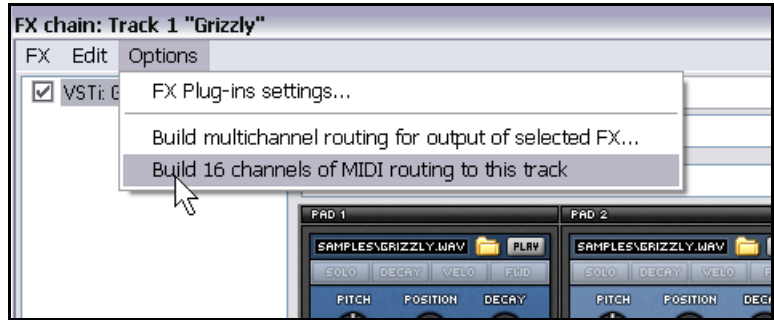 FX chain: Track 1 "Grizzly"
FX Edit Options
VSTi: G
FX Plug-ins settings...
Build multichannel routing for output of selected FX...
Build 16 channels of MIDI routing to this track
PAD 1 PAD 2
SAMPLES\GRIZZLY.WAV PLAY SAMPLES\GRIZZLY.WAV
SOLO DECAY VELO FWD SOLO DECAY VELO
PITCH POSITION DECAY PITCH POSITION